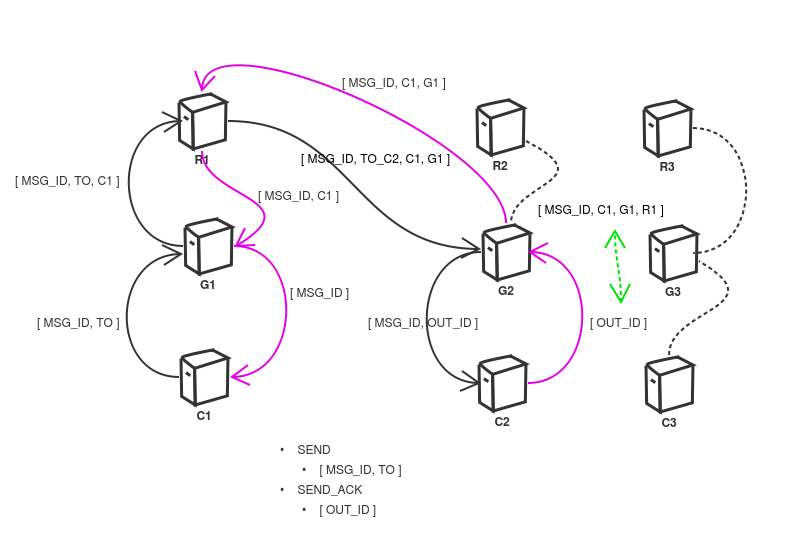 [ MSG_ID, C1, G1 ]
R1
R2
R3
[ MSG_ID, TO_C2, C1, G1 ]
[ MSG_ID, TO, C1 ]
[ MSG_ID, C1 ]
[ MSG_ID, C1, G1, R1 ]
G1
G2
G3
[ MSG_ID ]
[ MSG_ID, TO ]
[ MSG_ID, OUT_ID ]
[ OUT_ID ]
C1
C2
C3
• SEND
• [ MSG_ID, TO ]
• SEND_ACK
• [ OUT_ID ]